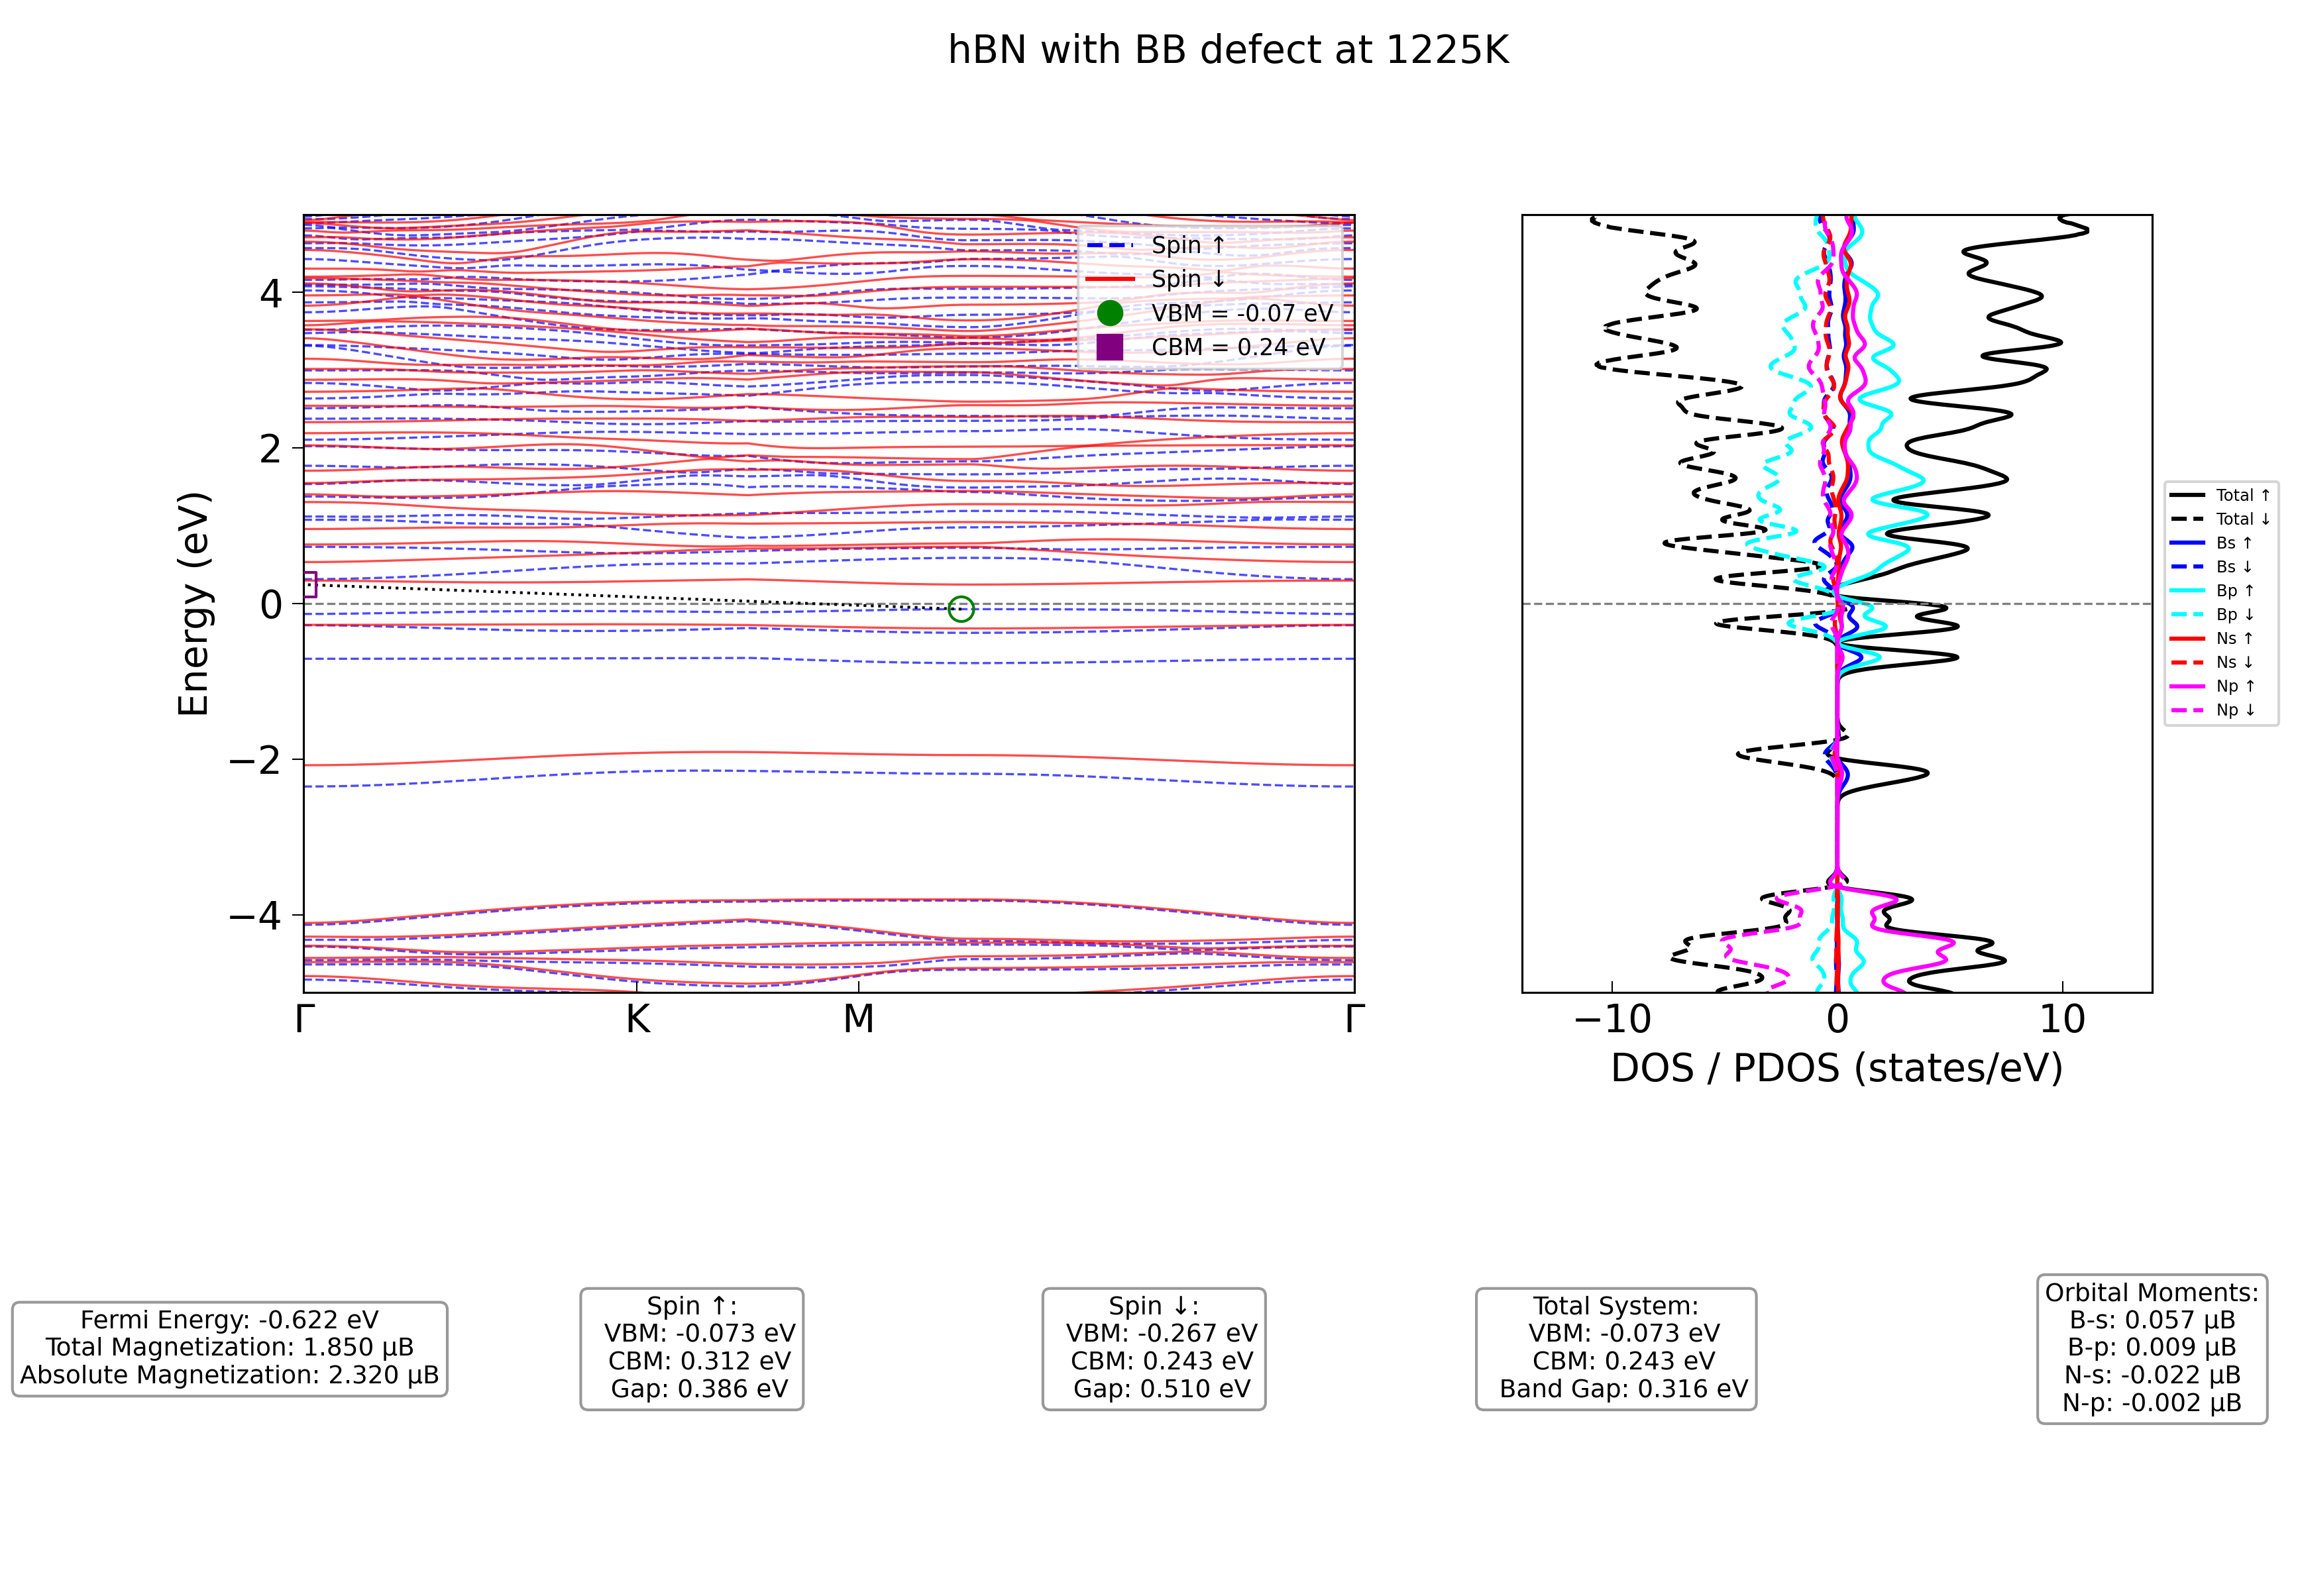 hBN with BB defect at 1225K
Energy (eV)
4
2
0
−2
−4
Γ
K
M
Γ
Spin ↑
Spin ↓
VBM = -0.07 eV
CBM = 0.24 eV
−10
0
10
DOS / PDOS (states/eV)
Total ↑
Total ↓
Bs ↑
Bs ↓
Bp ↑
Bp ↓
Ns ↑
Ns ↓
Np ↑
Np ↓
Fermi Energy: -0.622 eV
Total Magnetization: 1.850 μB
Absolute Magnetization: 2.320 μB
Spin ↑:
VBM: -0.073 eV
CBM: 0.312 eV
Gap: 0.386 eV
Spin ↓:
VBM: -0.267 eV
CBM: 0.243 eV
Gap: 0.510 eV
Total System:
VBM: -0.073 eV
CBM: 0.243 eV
Band Gap: 0.316 eV
Orbital Moments:
B-s: 0.057 μB
B-p: 0.009 μB
N-s: -0.022 μB
N-p: -0.002 μB